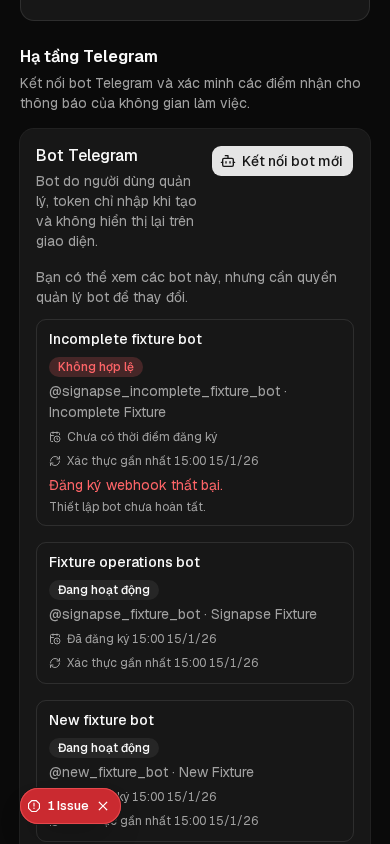 Hạ tầng Telegram
Kết nối bot Telegram và xác minh các điểm nhận cho
thông báo của không gian làm việc.
Bot Telegram
Kết nối bot mới
Bot do người dùng quản
lý, token chỉ nhập khi tạo
và không hiển thị lại trên
giao diện.
Bạn có thể xem các bot này, nhưng cần quyền
quản lý bot để thay đổi.
Incomplete fixture bot
Không hợp lệ
@signapse_incomplete_fixture_bot ·
Incomplete Fixture
Chưa có thời điểm đăng ký
Xác thực gần nhất 15:00 15/1/26
Đăng ký webhook thất bại.
Thiết lập bot chưa hoàn tất.
Fixture operations bot
Đang hoạt động
@signapse_fixture_bot · Signapse Fixture
Đã đăng ký 15:00 15/1/26
Xác thực gần nhất 15:00 15/1/26
New fixture bot
Đang hoạt động
@new_fixture_bot · New Fixture
ký 15:00 15/1/26
1 Issue
gần nhất 15:00 15/1/26